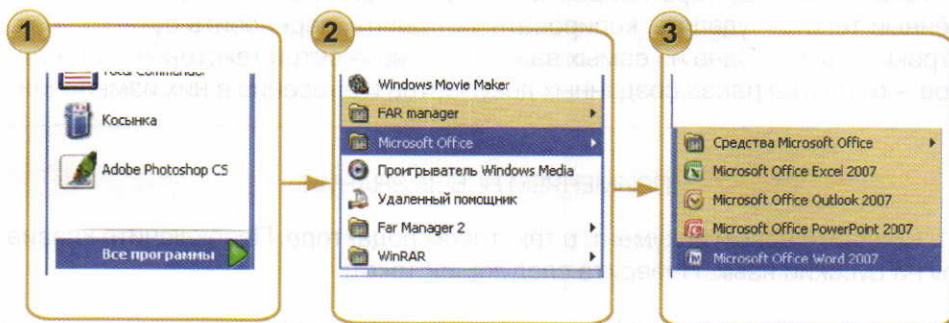 1
Total Commander
Косынка
Adobe Photoshop CS
Все программы
2
Windows Movie Maker
FAR manager
Microsoft Office
Проигрыватель Windows Media
Удаленный помощник
Far Manager 2
WinRAR
3
Средства Microsoft Office
Microsoft Office Excel 2007
Microsoft Office Outlook 2007
Microsoft Office PowerPoint 2007
Microsoft Office Word 2007